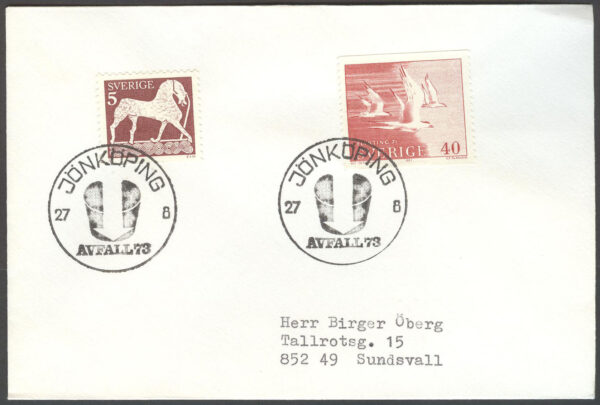 SVERIGE
5
SVERIGE 40
JÖNKÖPING
27 8
AVFALL 73
JÖNKÖPING
27 8
AVFALL 73
Herr Birger Öberg
Tallrotsg. 15
852 49 Sundsvall